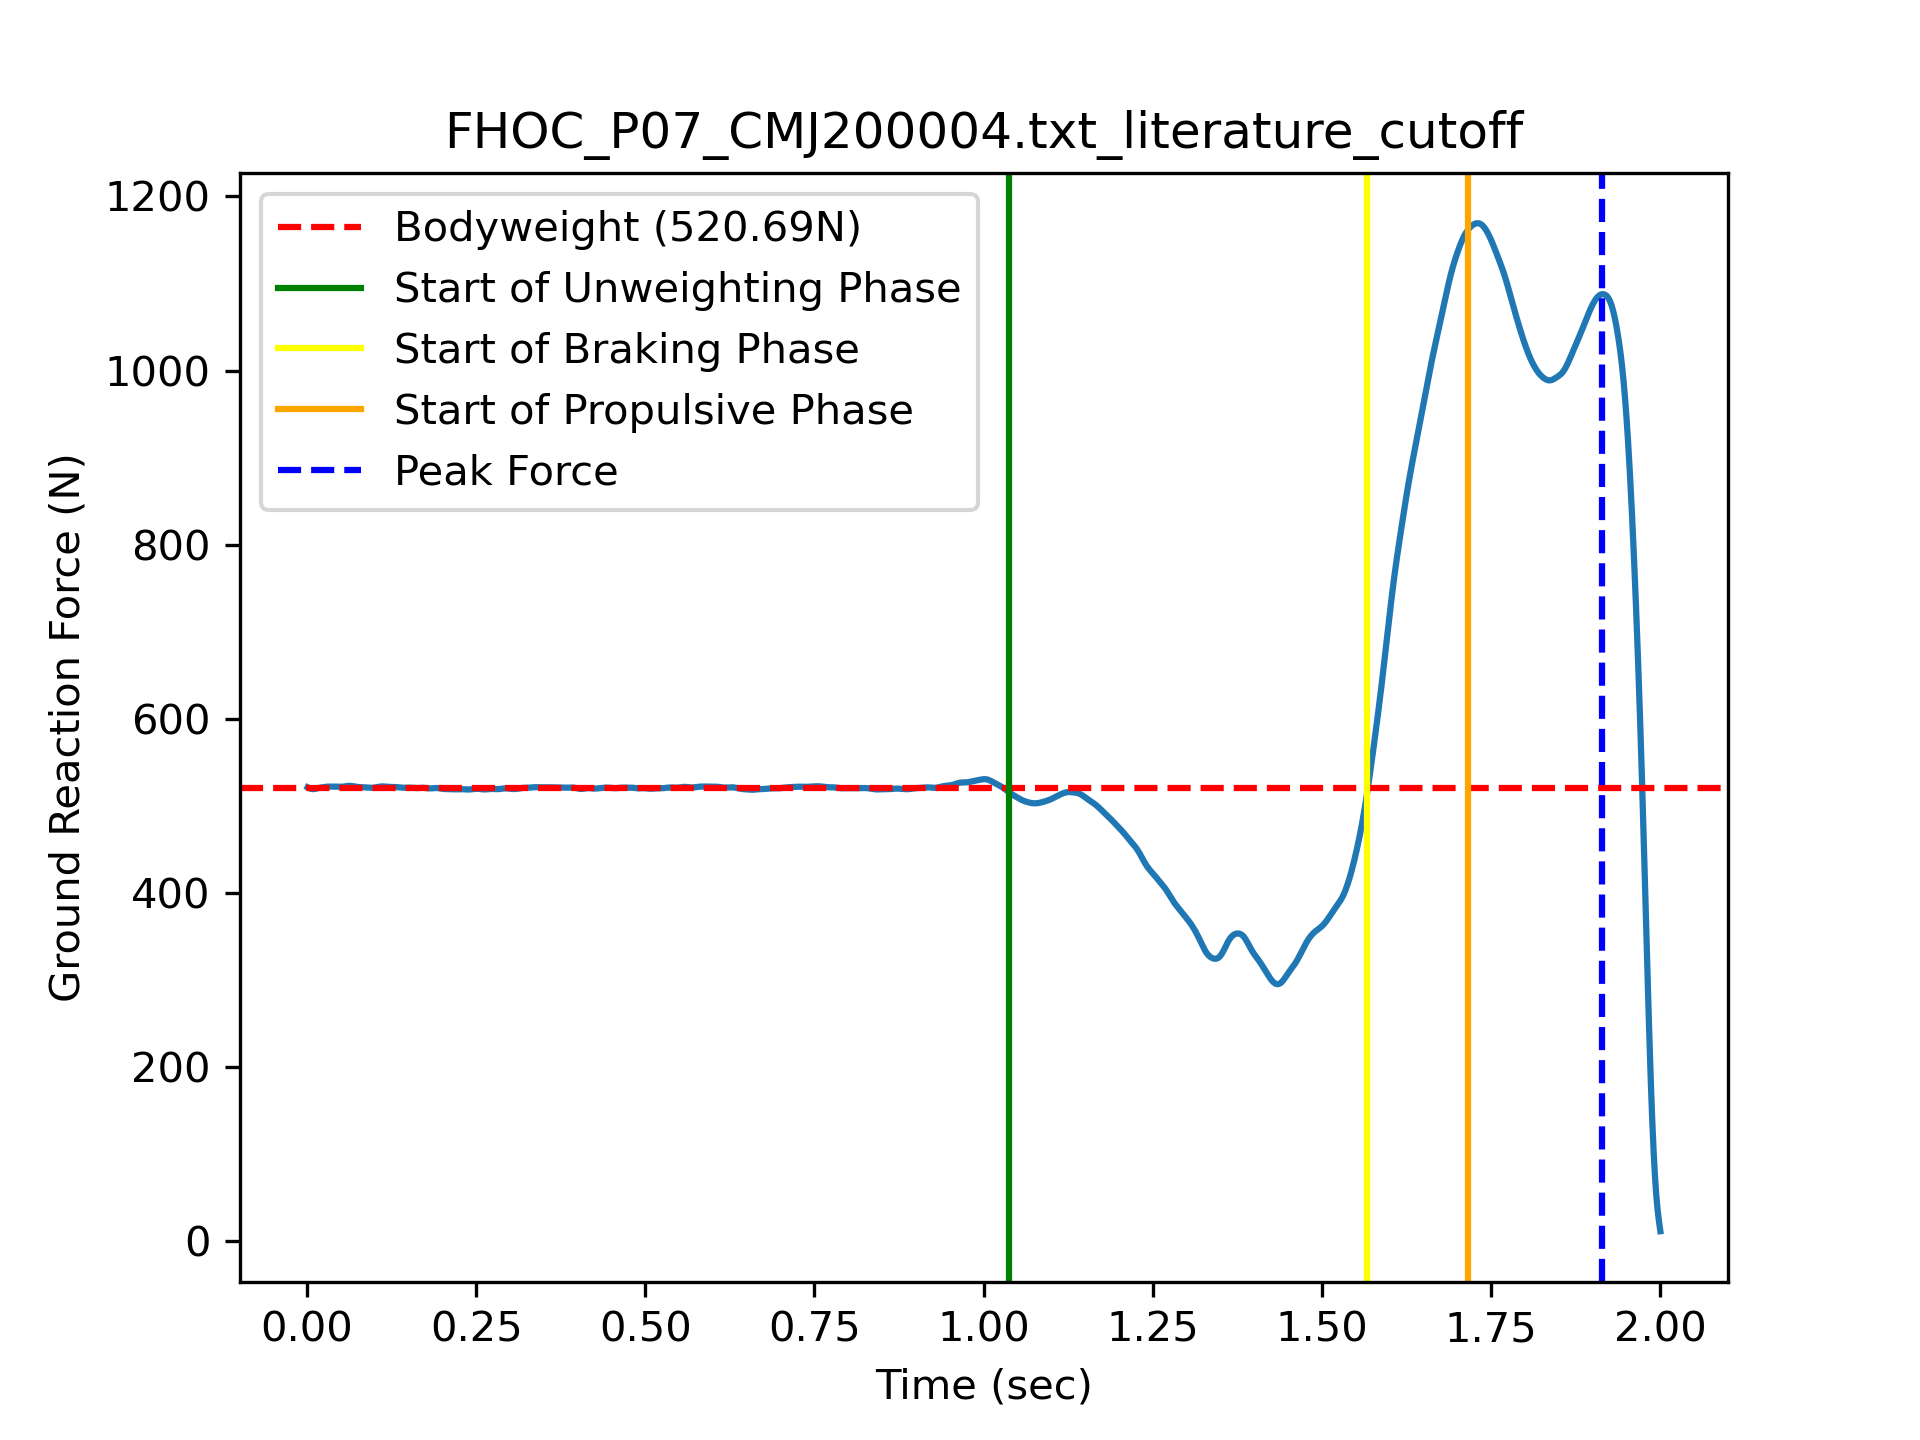 FHOC_P07_CMJ200004.txt_literature_cutoff
1200
1000
800
600
400
200
0
Ground Reaction Force (N)
Bodyweight (520.69N)
Start of Unweighting Phase
Start of Braking Phase
Start of Propulsive Phase
Peak Force
0.00 0.25 0.50 0.75 1.00 1.25 1.50 1.75 2.00
Time (sec)